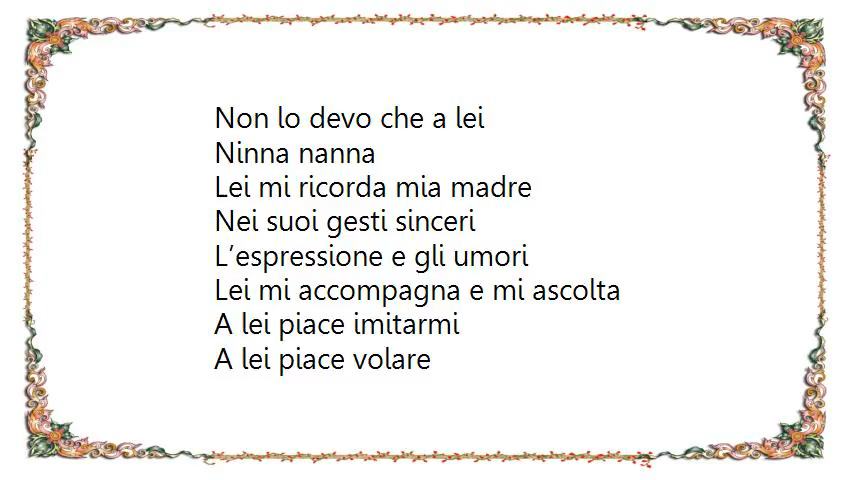 Non lo devo che a lei
Ninna nanna
Lei mi ricorda mia madre
Nei suoi gesti sinceri
L’espressione e gli umori
Lei mi accompagna e mi ascolta
A lei piace imitarmi
A lei piace volare